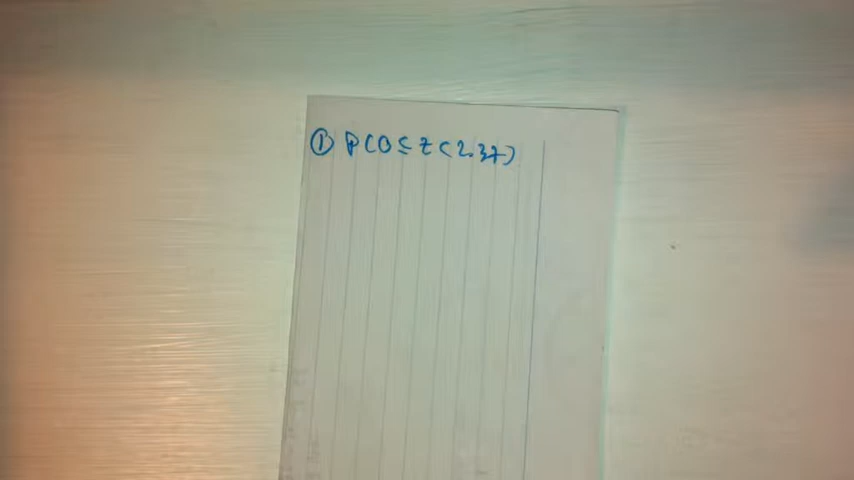 ① P(0 ≤ Z < 2.37)